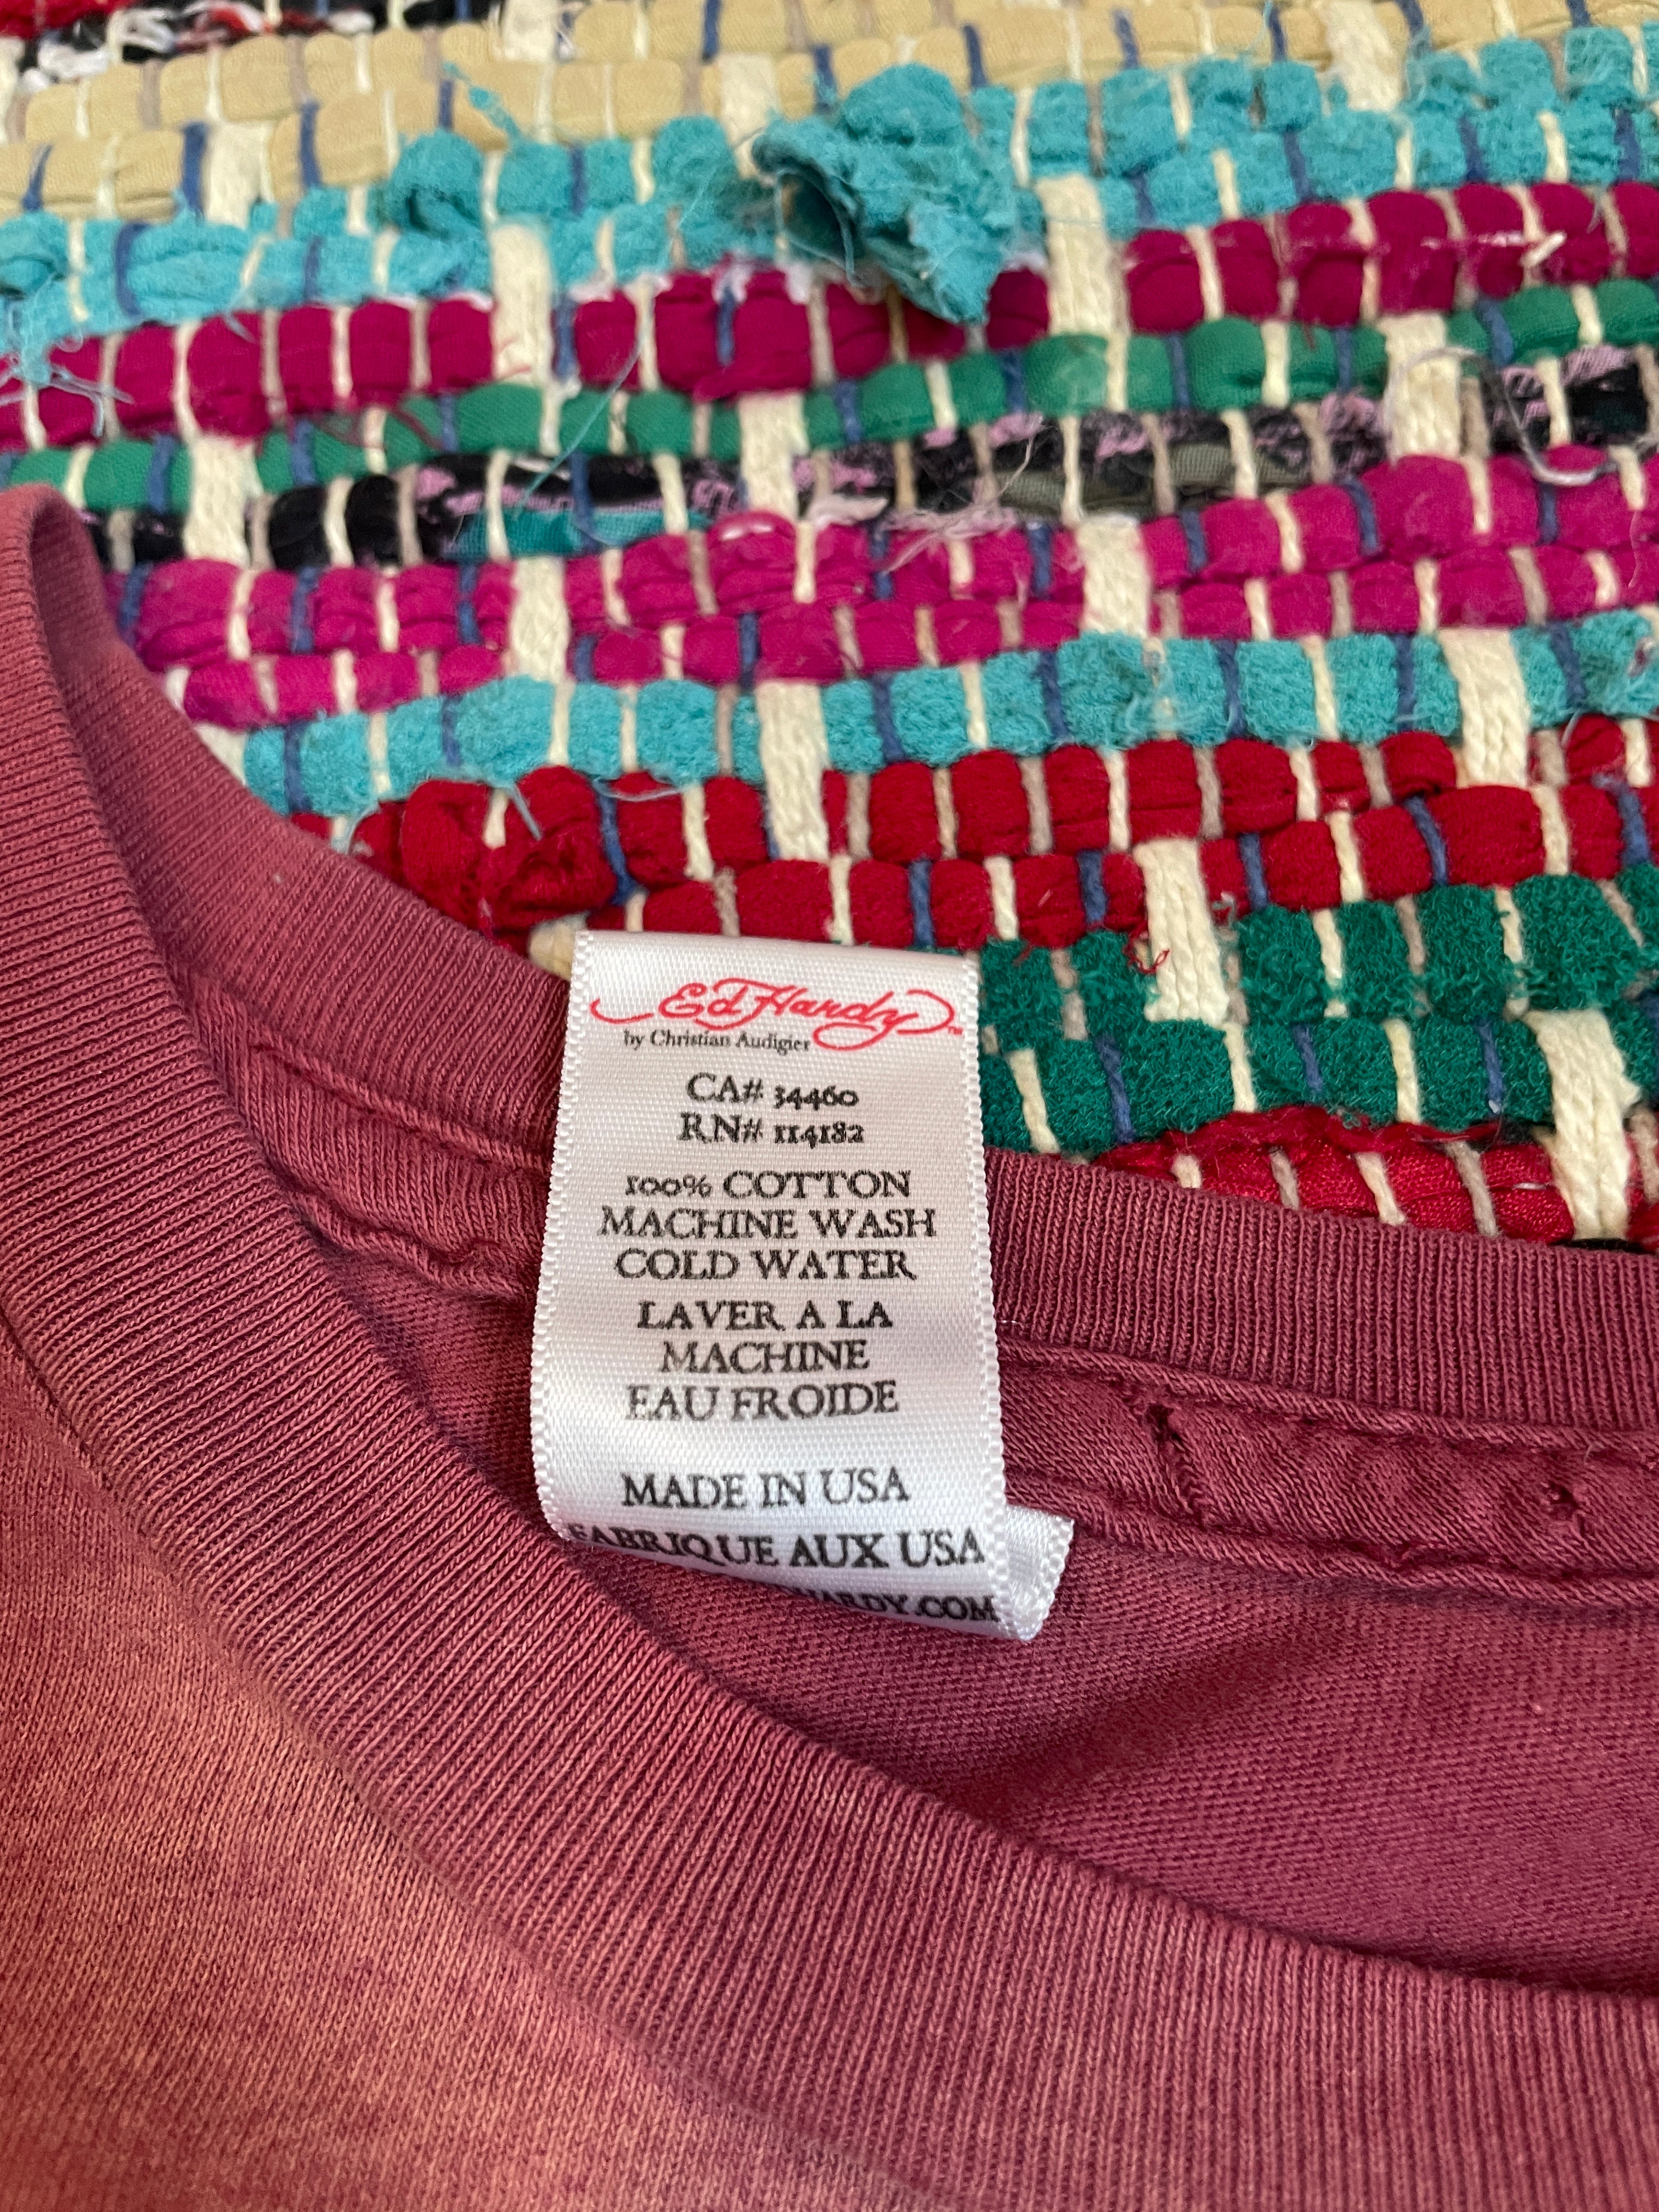 Ed Hardy™
by Christian Audigier
CA# 34460
RN# 114182
100% COTTON
MACHINE WASH
COLD WATER
LAVER A LA
MACHINE
EAU FROIDE
MADE IN USA
FABRIQUE AUX USA